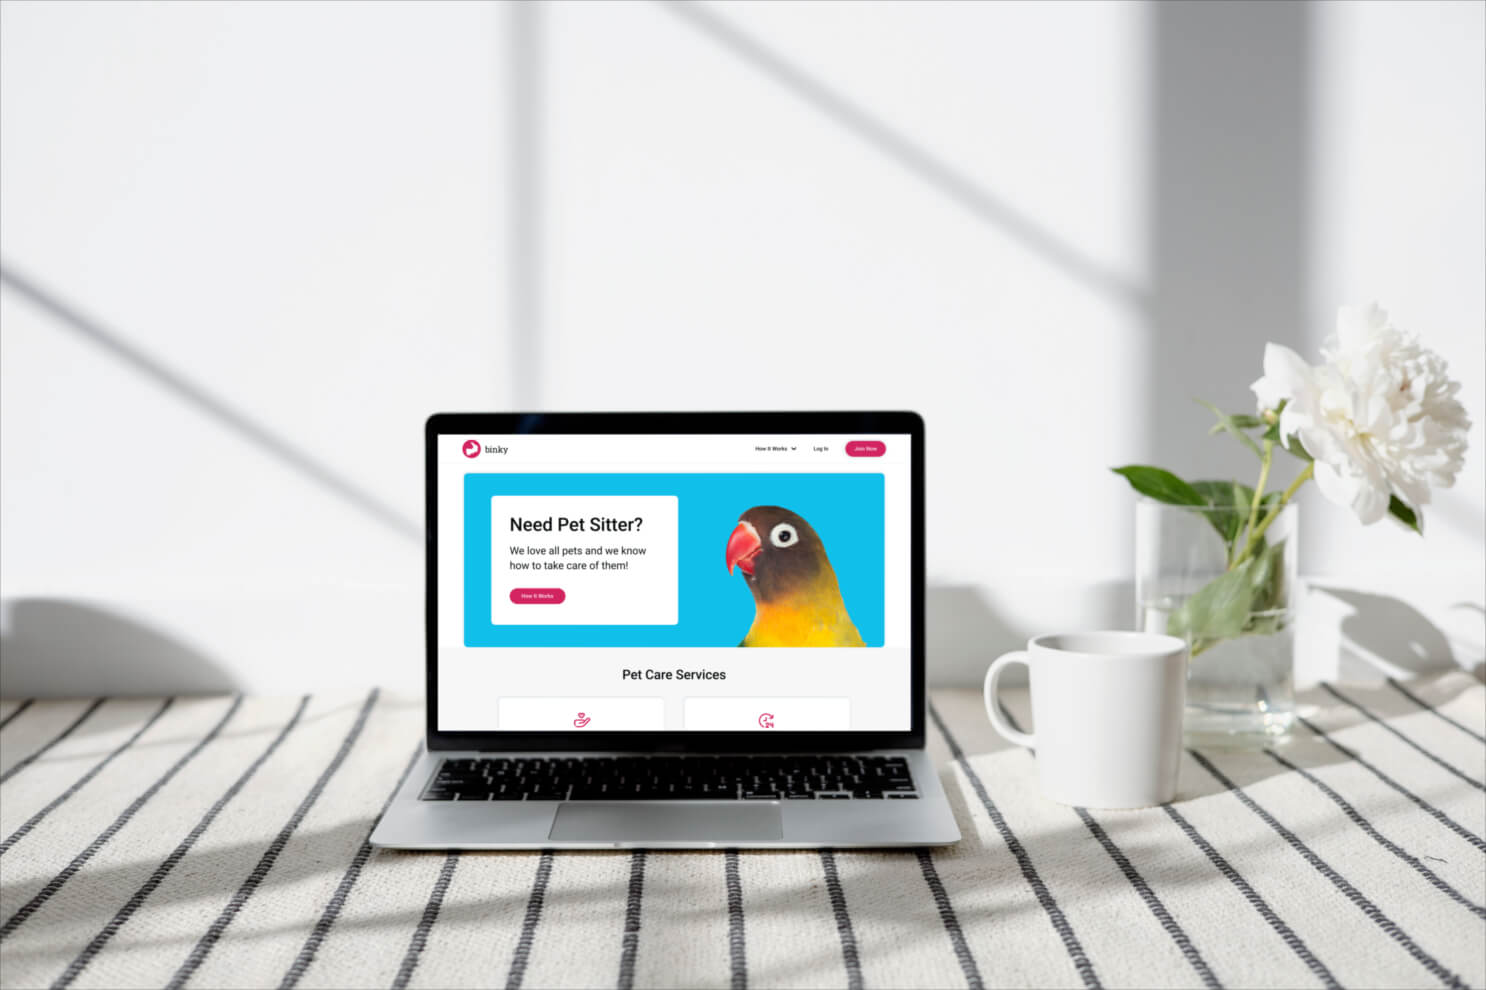 binky
How It Works
Log In
Join Now
Need Pet Sitter?
We love all pets and we know
how to take care of them!
How It Works
Pet Care Services
24